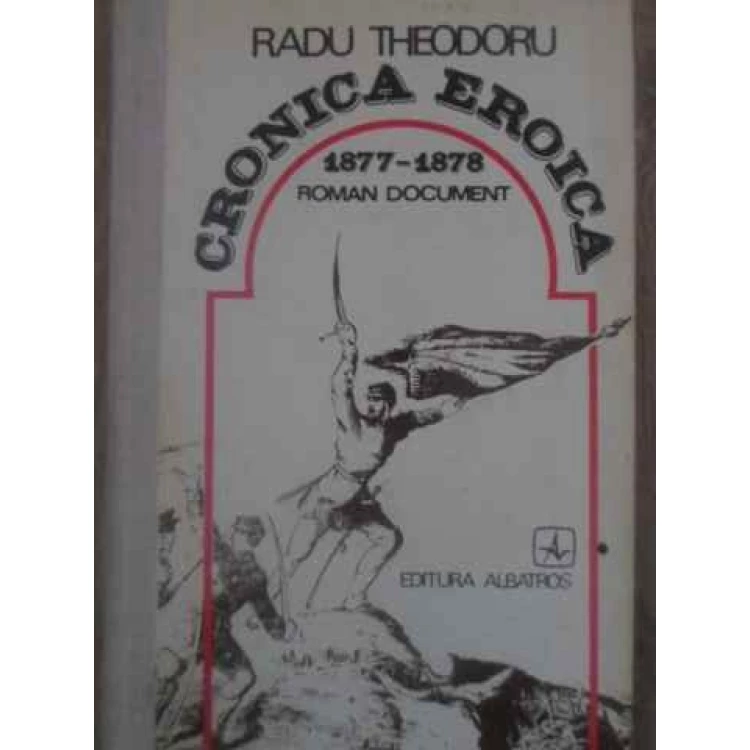 RADU THEODORU
CRONICA EROICA
1877-1878
ROMAN DOCUMENT
EDITURA ALBATROS